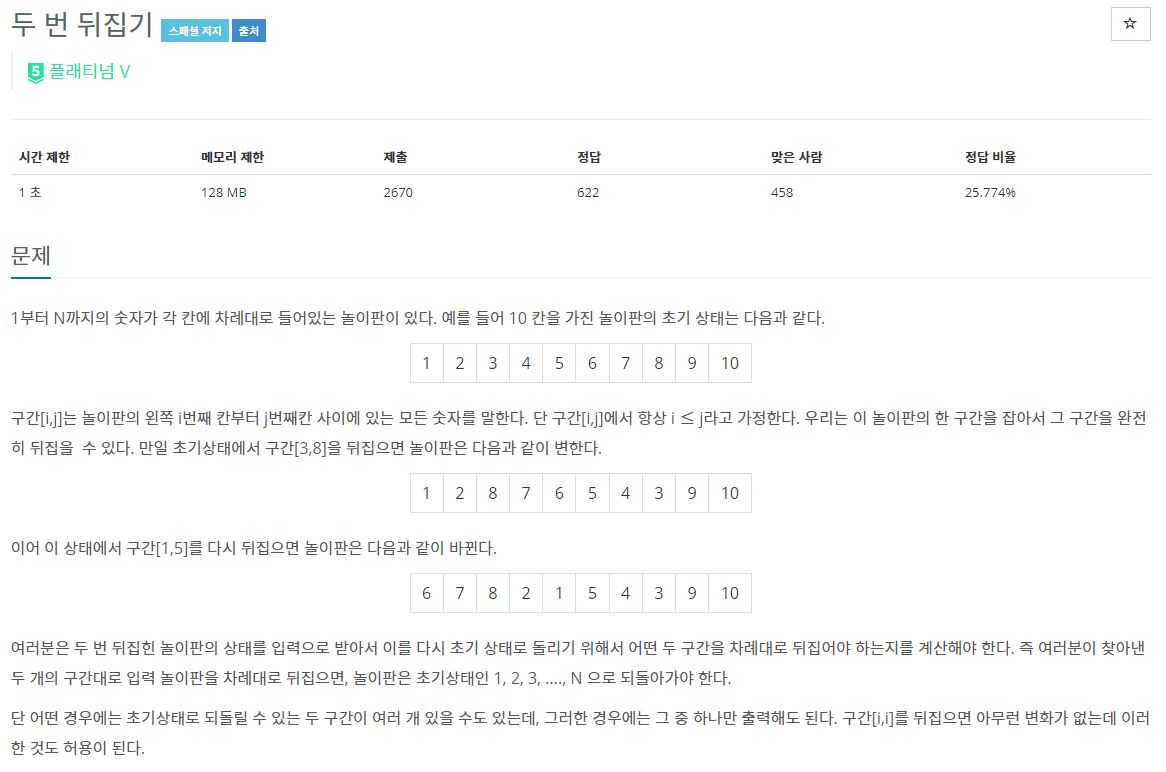 두 번 뒤집기 스페셜 저지 출처
☆
5 플래티넘 V
시간 제한 메모리 제한 제출 정답 맞은 사람 정답 비율
1 초 128 MB 2670 622 458 25.774%
문제
1부터 N까지의 숫자가 각 칸에 차례대로 들어있는 놀이판이 있다. 예를 들어 10 칸을 가진 놀이판의 초기 상태는 다음과 같다.
1 2 3 4 5 6 7 8 9 10
구간[i,j]는 놀이판의 왼쪽 i번째 칸부터 j번째칸 사이에 있는 모든 숫자를 말한다. 단 구간[i,j]에서 항상 i ≤ j라고 가정한다. 우리는 이 놀이판의 한 구간을 잡아서 그 구간을 완전
히 뒤집을 수 있다. 만일 초기상태에서 구간[3,8]을 뒤집으면 놀이판은 다음과 같이 변한다.
1 2 8 7 6 5 4 3 9 10
이어 이 상태에서 구간[1,5]를 다시 뒤집으면 놀이판은 다음과 같이 바뀐다.
6 7 8 2 1 5 4 3 9 10
여러분은 두 번 뒤집힌 놀이판의 상태를 입력으로 받아서 이를 다시 초기 상태로 돌리기 위해서 어떤 두 구간을 차례대로 뒤집어야 하는지를 계산해야 한다. 즉 여러분이 찾아낸
두 개의 구간대로 입력 놀이판을 차례대로 뒤집으면, 놀이판은 초기상태인 1, 2, 3, ...., N 으로 되돌아가야 한다.
단 어떤 경우에는 초기상태로 되돌릴 수 있는 두 구간이 여러 개 있을 수도 있는데, 그러한 경우에는 그 중 하나만 출력해도 된다. 구간[i,i]를 뒤집으면 아무런 변화가 없는데 이러
한 것도 허용이 된다.